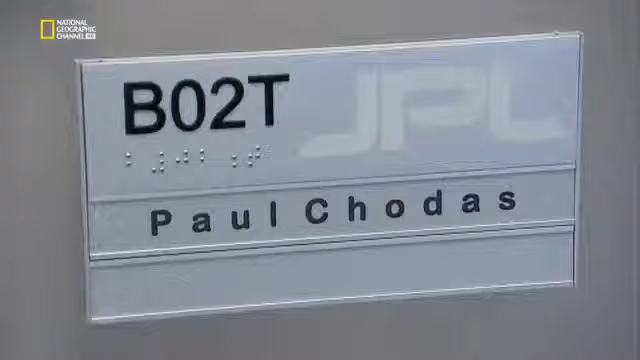 NATIONAL
GEOGRAPHIC
CHANNEL HD
B02T
JPL
Paul Chodas